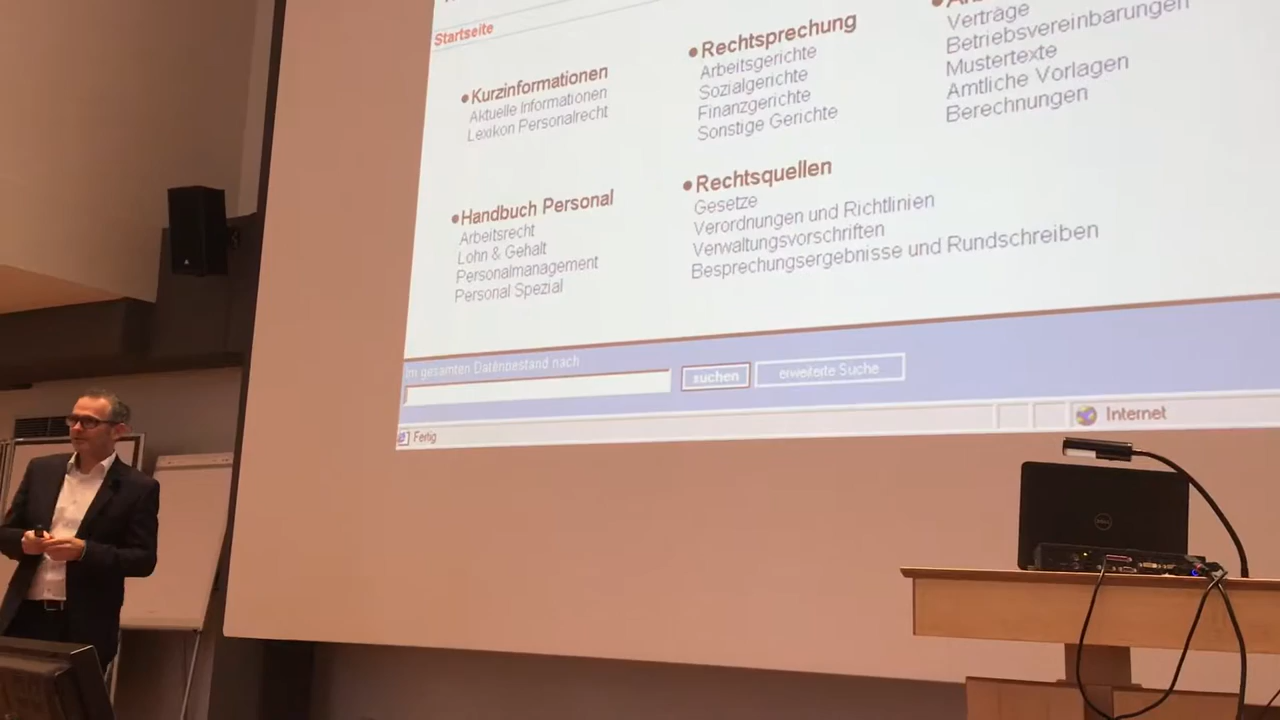 Startseite
Kurzinformationen
Aktuelle Informationen
Lexikon Personalrecht
Handbuch Personal
Arbeitsrecht
Lohn & Gehalt
Personalmanagement
Personal Spezial
Rechtsprechung
Arbeitsgerichte
Sozialgerichte
Finanzgerichte
Sonstige Gerichte
Rechtsquellen
Gesetze
Verordnungen und Richtlinien
Verwaltungsvorschriften
Besprechungsergebnisse und Rundschreiben
Verträge
Betriebsvereinbarungen
Mustertexte
Amtliche Vorlagen
Berechnungen
Im gesamten Datenbestand nach
suchen
erweiterte Suche
Fertig
Internet
DELL